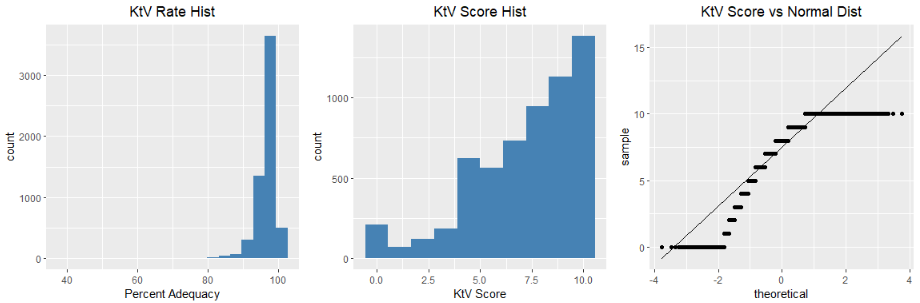 KtV Rate Hist
count
3000
2000
1000
0
40
60
80
100
Percent Adequacy
KtV Score Hist
count
1000
500
0
0.0
2.5
5.0
7.5
10.0
KtV Score
KtV Score vs Normal Dist
sample
15
10
5
0
-4
-2
0
2
4
theoretical